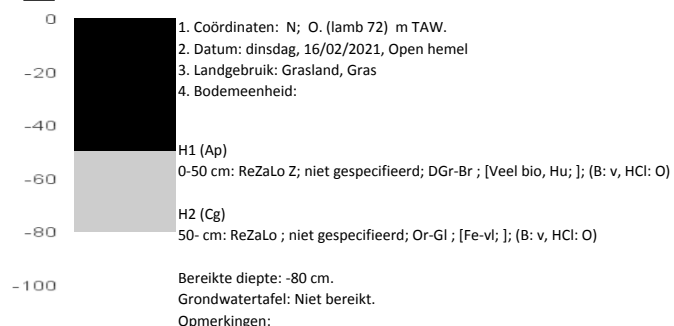 0
-20
-40
-60
-80
-100
1. Coördinaten: N; O. (lamb 72) m TAW.
2. Datum: dinsdag, 16/02/2021, Open hemel
3. Landgebruik: Grasland, Gras
4. Bodemeenheid:
H1 (Ap)
0-50 cm: ReZaLo Z; niet gespecifieerd; DGr-Br ; [Veel bio, Hu; ]; (B: v, HCl: O)
H2 (Cg)
50- cm: ReZaLo ; niet gespecifieerd; Or-Gl ; [Fe-vl; ]; (B: v, HCl: O)
Bereikte diepte: -80 cm.
Grondwatertafel: Niet bereikt.
Opmerkingen: